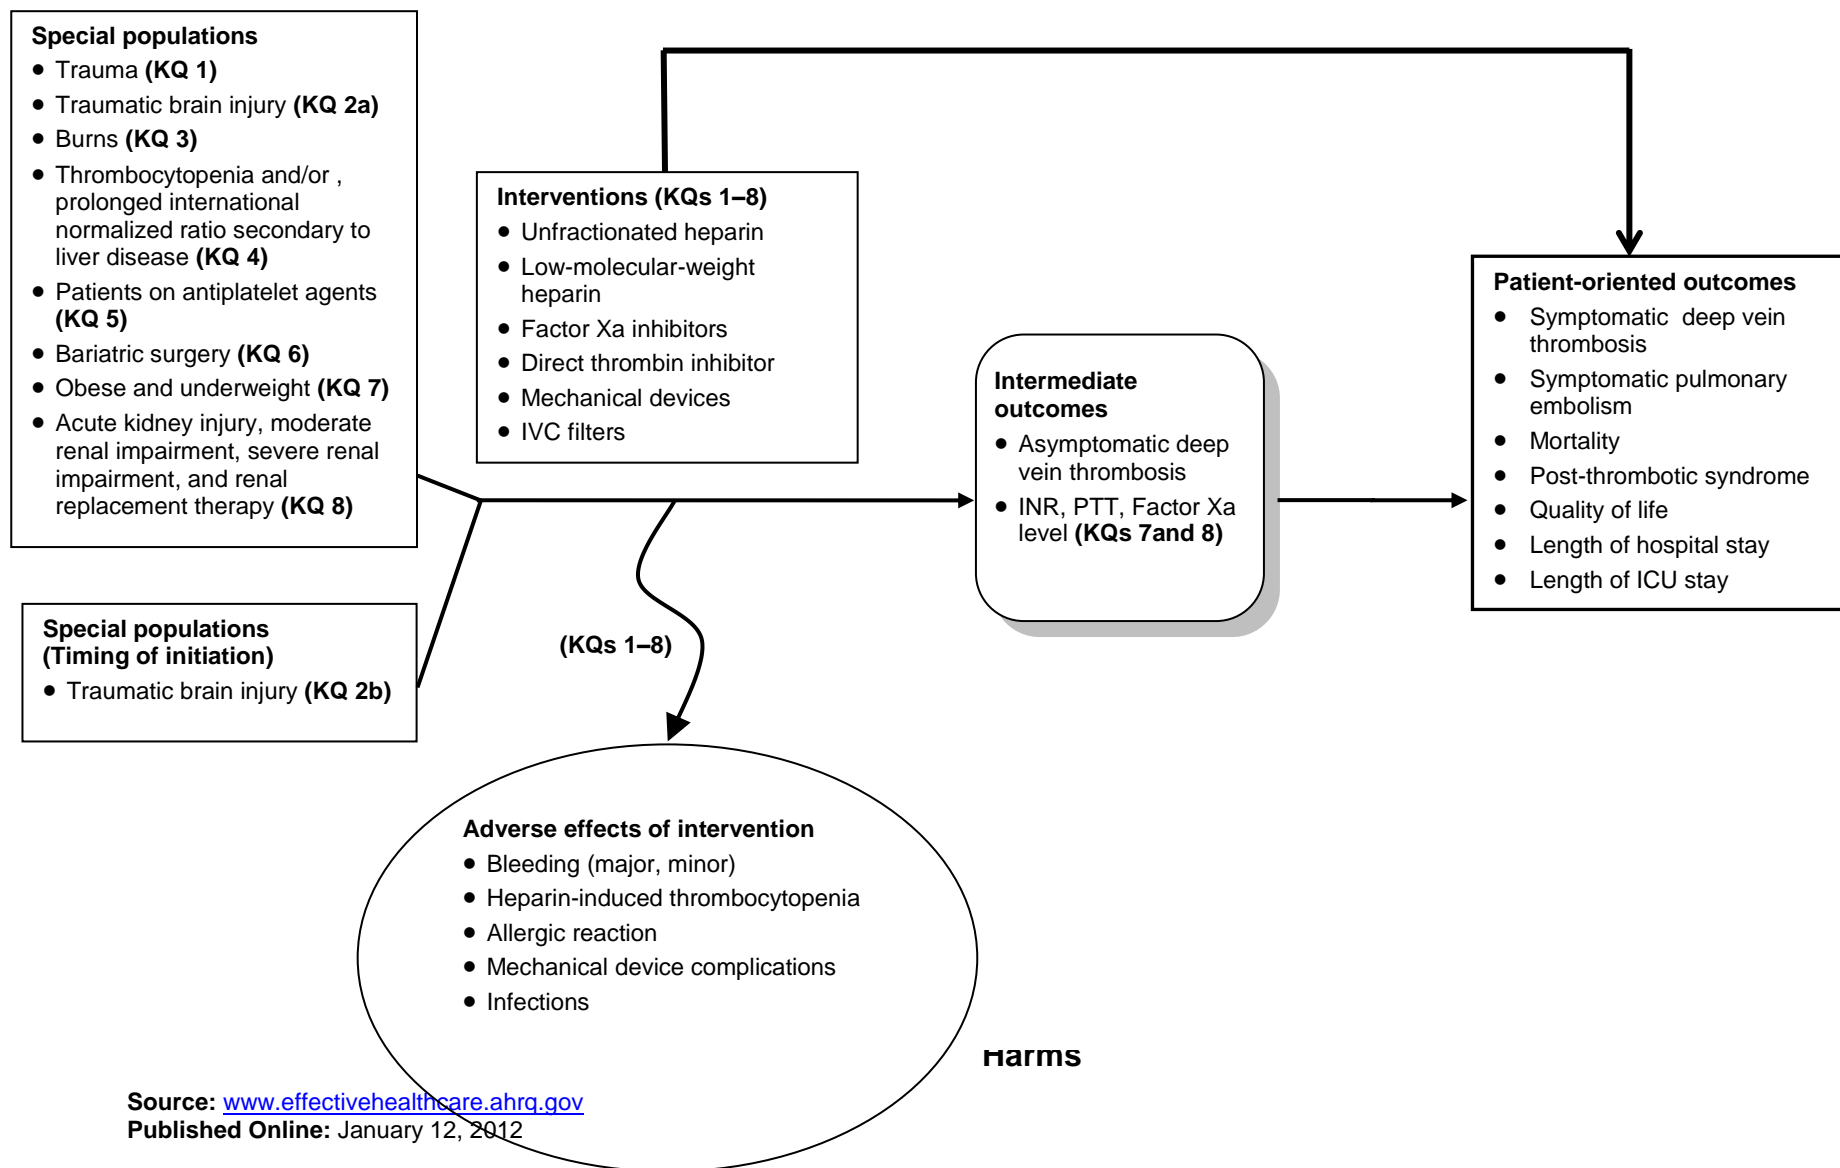 Special populations
• Trauma (KQ 1)
• Traumatic brain injury (KQ 2a)
• Burns (KQ 3)
• Thrombocytopenia and/or ,
prolonged international
normalized ratio secondary to
liver disease (KQ 4)
• Patients on antiplatelet agents
(KQ 5)
• Bariatric surgery (KQ 6)
• Obese and underweight (KQ 7)
• Acute kidney injury, moderate
renal impairment, severe renal
impairment, and renal
replacement therapy (KQ 8)
Special populations
(Timing of initiation)
• Traumatic brain injury (KQ 2b)
Interventions (KQs 1–8)
• Unfractionated heparin
• Low-molecular-weight
heparin
• Factor Xa inhibitors
• Direct thrombin inhibitor
• Mechanical devices
• IVC filters
(KQs 1–8)
Intermediate
outcomes
• Asymptomatic deep
vein thrombosis
• INR, PTT, Factor Xa
level (KQs 7and 8)
Patient-oriented outcomes
• Symptomatic deep vein
thrombosis
• Symptomatic pulmonary
embolism
• Mortality
• Post-thrombotic syndrome
• Quality of life
• Length of hospital stay
• Length of ICU stay
Adverse effects of intervention
• Bleeding (major, minor)
• Heparin-induced thrombocytopenia
• Allergic reaction
• Mechanical device complications
• Infections
Harms
Source: www.effectivehealthcare.ahrq.gov
Published Online: January 12, 2012